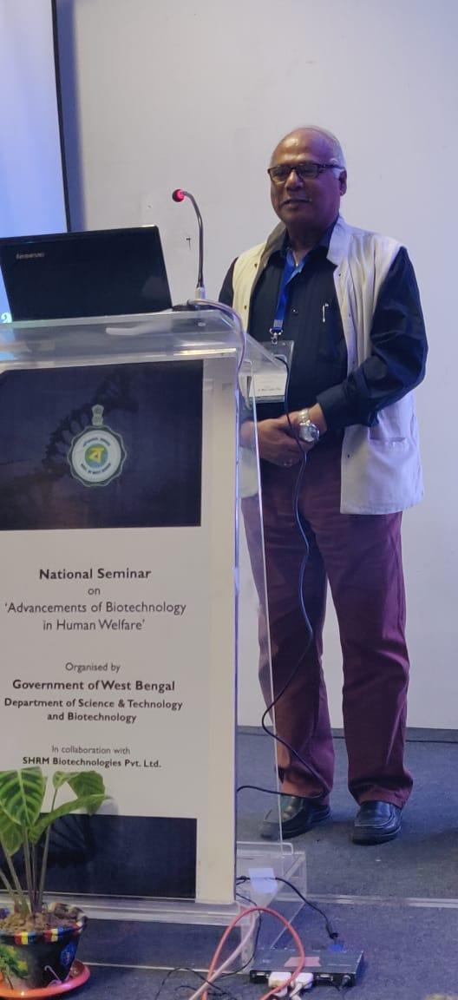 lenovo
National Seminar
on
'Advancements of Biotechnology
in Human Welfare'
Organised by
Government of West Bengal
Department of Science & Technology
and Biotechnology
In collaboration with
SHRM Biotechnologies Pvt. Ltd.